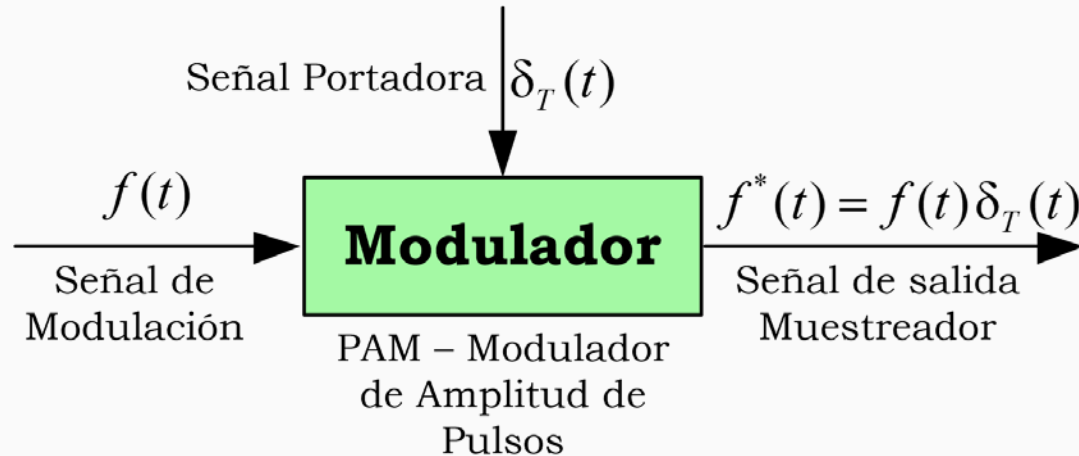 Señal Portadora δ_T(t)
f(t)
Modulador
f*(t) = f(t)δ_T(t)
Señal de
Modulación
PAM – Modulador
de Amplitud de
Pulsos
Señal de salida
Muestreador